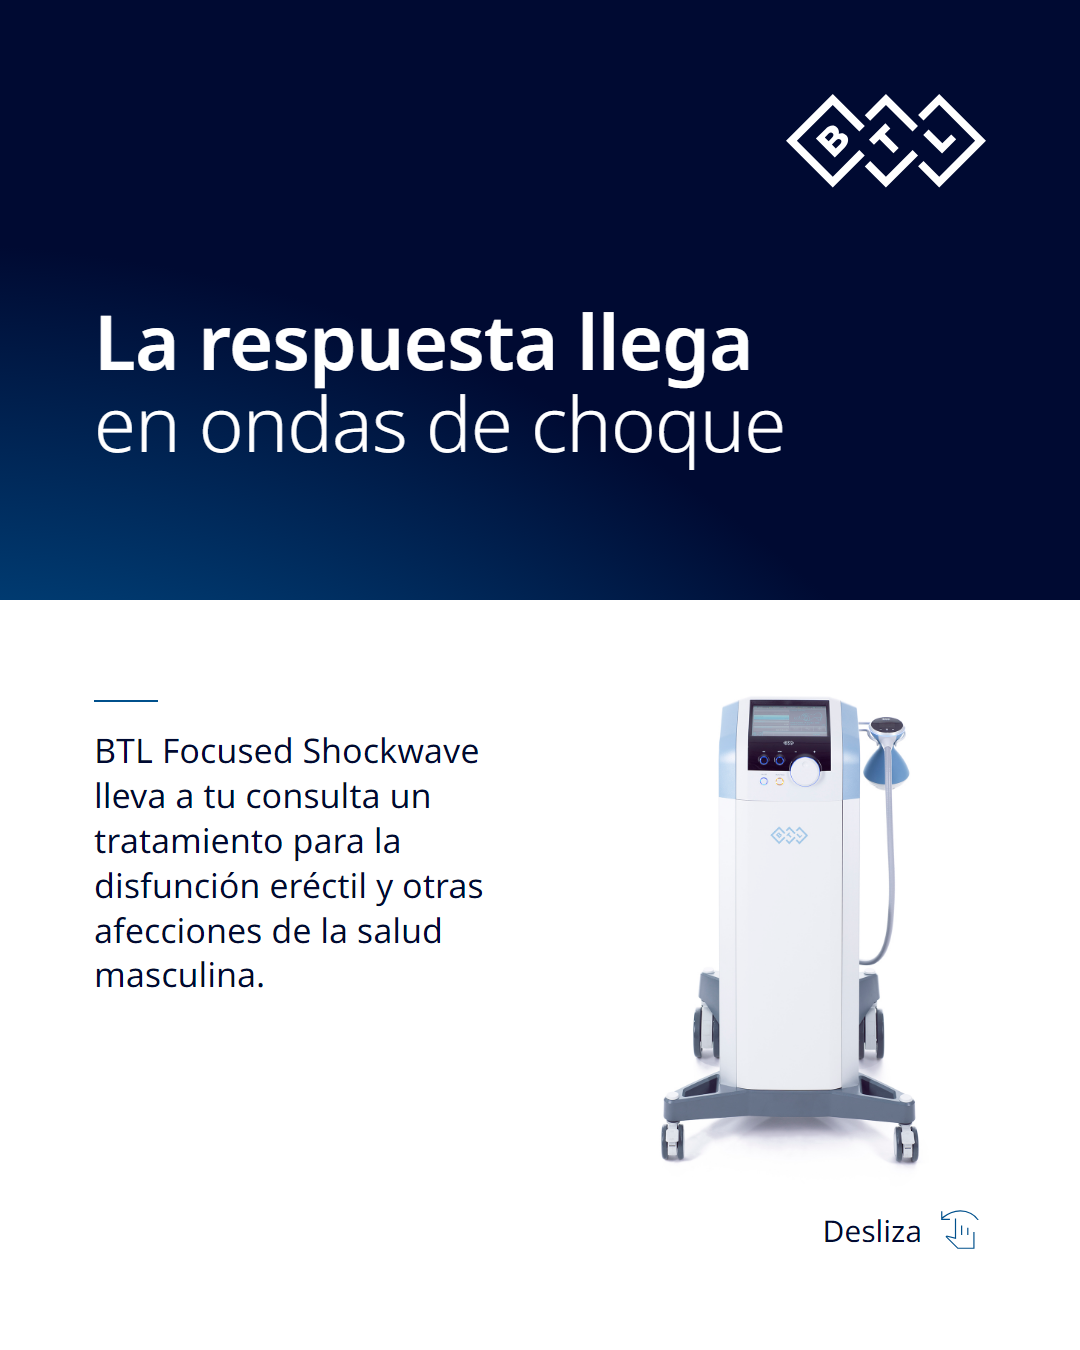 BTL
La respuesta llega
en ondas de choque
BTL Focused Shockwave
lleva a tu consulta un
tratamiento para la
disfunción eréctil y otras
afecciones de la salud
masculina.
BTL
Desliza